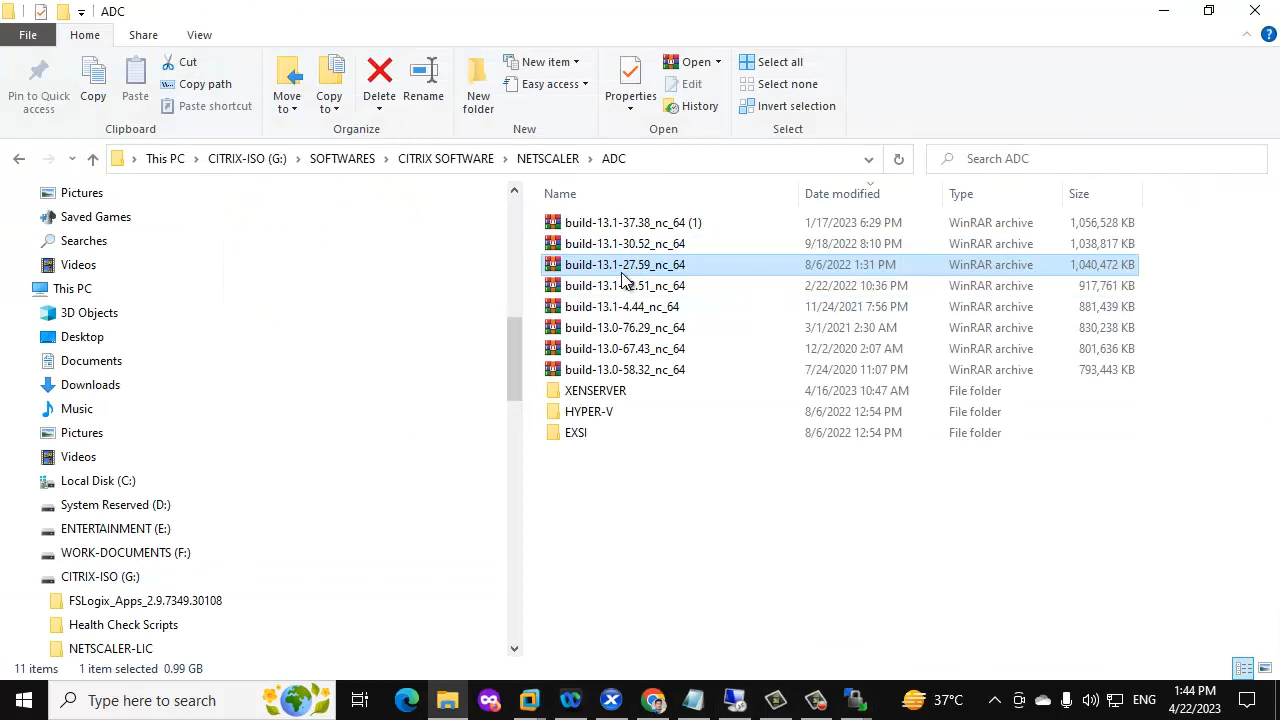 ADC
File Home Share View
Pin to Quick access
Copy
Paste
Cut
Copy path
Paste shortcut
Clipboard
Move to
Copy to
Delete
Rename
Organize
New folder
New item
Easy access
New
Properties
Open
Edit
History
Open
Select all
Select none
Invert selection
Select
This PC > CITRIX-ISO (G:) > SOFTWARES > CITRIX SOFTWARE > NETSCALER > ADC
Search ADC
Pictures
Saved Games
Searches
Videos
This PC
3D Objects
Desktop
Documents
Downloads
Music
Pictures
Videos
Local Disk (C:)
System Reserved (D:)
ENTERTAINMENT (E:)
WORK-DOCUMENTS (F:)
CITRIX-ISO (G:)
FSLogix_Apps_2.9.7349.30108
Health Check Scripts
NETSCALER-LIC
Name Date modified Type Size
build-13.1-37.38_nc_64 (1) 1/17/2023 6:29 PM WinRAR archive 1,056,528 KB
build-13.1-30.52_nc_64 9/18/2022 8:10 PM WinRAR archive 1,038,817 KB
build-13.1-27.59_nc_64 8/6/2022 1:31 PM WinRAR archive 1,040,472 KB
2/22/2022 10:36 PM WinRAR archive 917,761 KB
build-13.1-4.44_nc_64 11/24/2021 7:56 PM WinRAR archive 881,439 KB
build-13.0-76.29_nc_64 3/1/2021 2:30 AM WinRAR archive 830,238 KB
build-13.0-67.43_nc_64 12/2/2020 2:07 AM WinRAR archive 801,636 KB
build-13.0-58.32_nc_64 7/24/2020 11:07 PM WinRAR archive 793,443 KB
XENSERVER 4/16/2023 10:47 AM File folder
HYPER-V 8/6/2022 12:54 PM File folder
EXSI 8/6/2022 12:54 PM File folder
11 items 1 item selected 0.99 GB
Type here to search
37°C
ENG
1:44 PM
4/22/2023